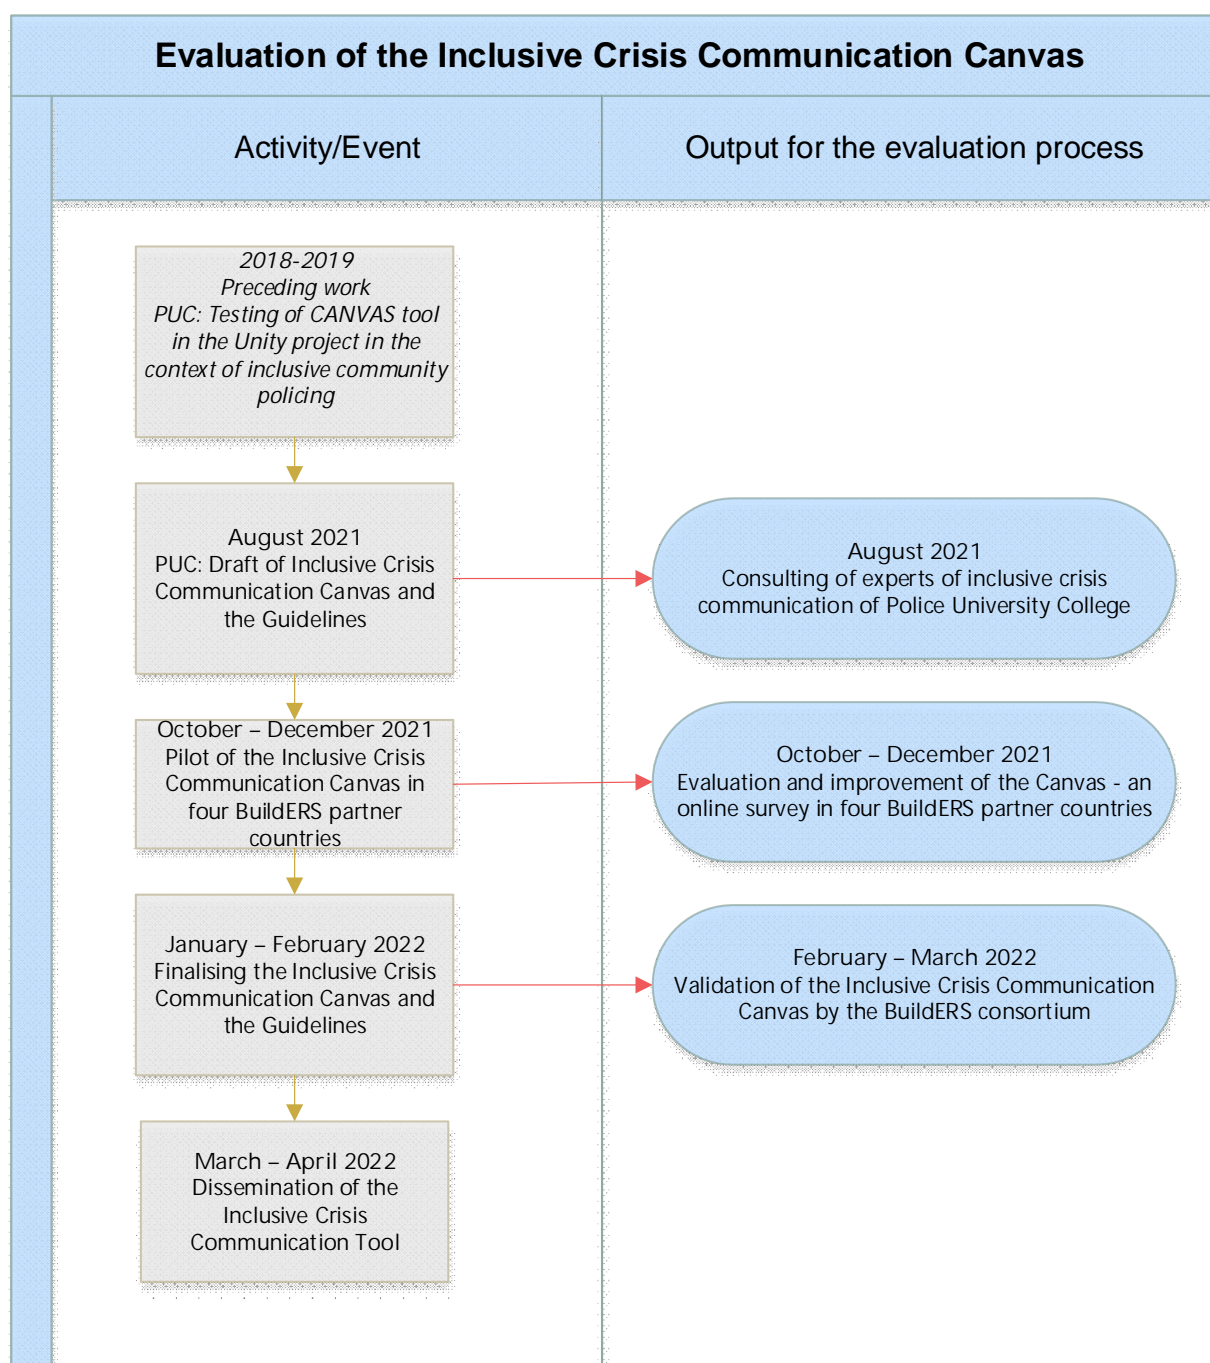 Evaluation of the Inclusive Crisis Communication Canvas
Activity/Event
Output for the evaluation process
2018-2019
Preceding work
PUC: Testing of CANVAS tool
in the Unity project in the
context of inclusive community
policing
August 2021
PUC: Draft of Inclusive Crisis
Communication Canvas and
the Guidelines
August 2021
Consulting of experts of inclusive crisis
communication of Police University College
October – December 2021
Pilot of the Inclusive Crisis
Communication Canvas in
four BuildERS partner
countries
October – December 2021
Evaluation and improvement of the Canvas - an
online survey in four BuildERS partner countries
January – February 2022
Finalising the Inclusive Crisis
Communication Canvas and
the Guidelines
February – March 2022
Validation of the Inclusive Crisis Communication
Canvas by the BuildERS consortium
March – April 2022
Dissemination of the
Inclusive Crisis
Communication Tool